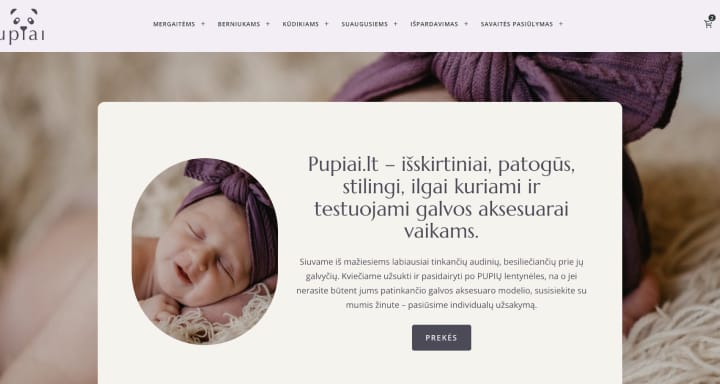 upiai
MERGAITĖMS +
BERNIUKAMS +
KŪDIKIAMS +
SUAUGUSIEMS +
IŠPARDAVIMAS +
SAVAITĖS PASIŪLYMAS +
2
Pupiai.lt – išskirtiniai, patogūs,
stilingi, ilgai kuriami ir
testuojami galvos aksesuarai
vaikams.
Siuvame iš mažiesiems labiausiai tinkančių audinių, besiliečiančių prie jų
galvyčių. Kviečiame užsukti ir pasidairyti po PUPIŲ lentynėles, na o jei
nerasite būtent jums patinkančio galvos aksesuaro modelio, susisiekite su
mumis žinute – pasiūsime individualų užsakymą.
PREKĖS